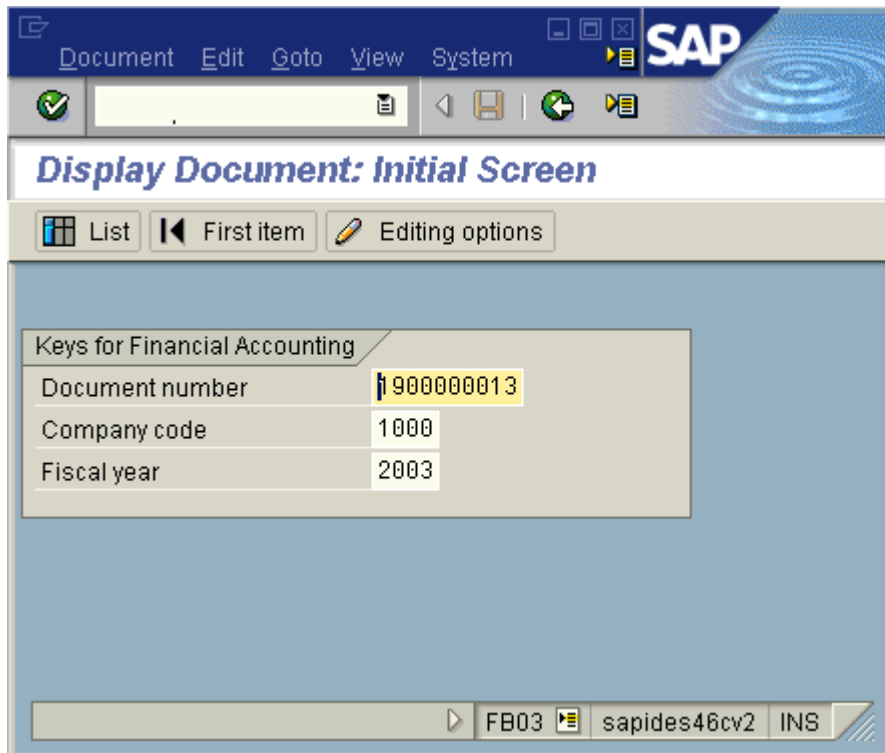 Document Edit Goto View System
SAP
Display Document: Initial Screen
List First item Editing options
Keys for Financial Accounting
Document number 1900000013
Company code 1000
Fiscal year 2003
FB03 sapides46cv2 INS